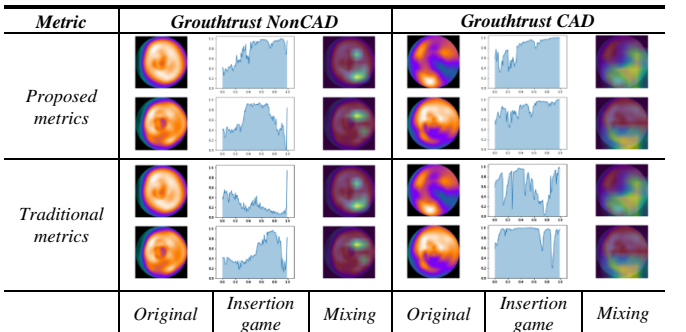 Metric Grouthtrust NonCAD Grouthtrust CAD
Proposed
metrics
Traditional
metrics
Original Insertion game Mixing Original Insertion game Mixing